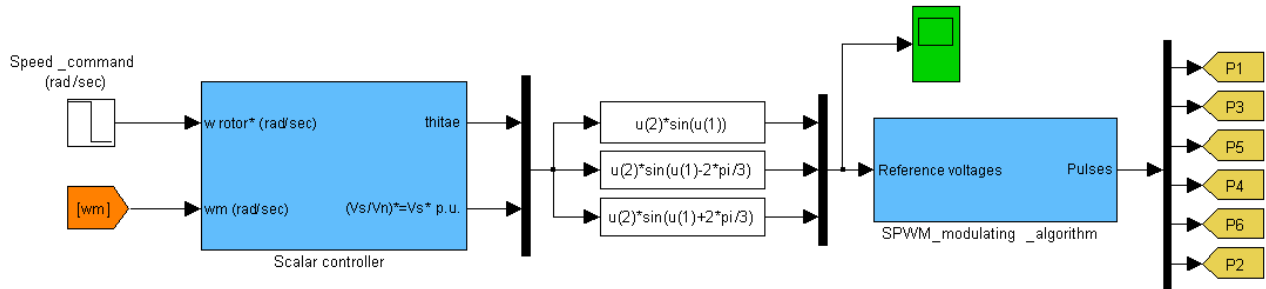 Speed _command
(rad/sec)
w rotor* (rad/sec)
thitae
[wm]
wm (rad/sec)
(Vs/Vn)*=Vs* p.u.
Scalar controller
u(2)*sin(u(1))
u(2)*sin(u(1)-2*pi/3)
u(2)*sin(u(1)+2*pi/3)
Reference voltages
Pulses
SPWM_modulating _algorithm
P1
P3
P5
P4
P6
P2